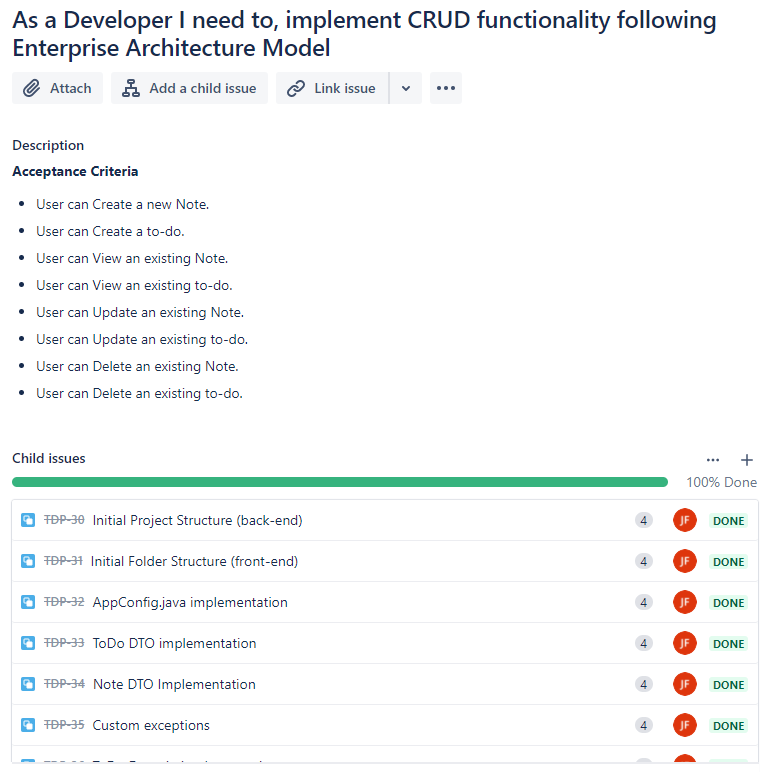 As a Developer I need to, implement CRUD functionality following
Enterprise Architecture Model
Attach Add a child issue Link issue
Description
Acceptance Criteria
User can Create a new Note.
User can Create a to-do.
User can View an existing Note.
User can View an existing to-do.
User can Update an existing Note.
User can Update an existing to-do.
User can Delete an existing Note.
User can Delete an existing to-do.
Child issues
100% Done
TDP-30 Initial Project Structure (back-end) 4 JF DONE
TDP-31 Initial Folder Structure (front-end) 4 JF DONE
TDP-32 AppConfig.java implementation 4 JF DONE
TDP-33 ToDo DTO implementation 4 JF DONE
TDP-34 Note DTO Implementation 4 JF DONE
TDP-35 Custom exceptions 4 JF DONE